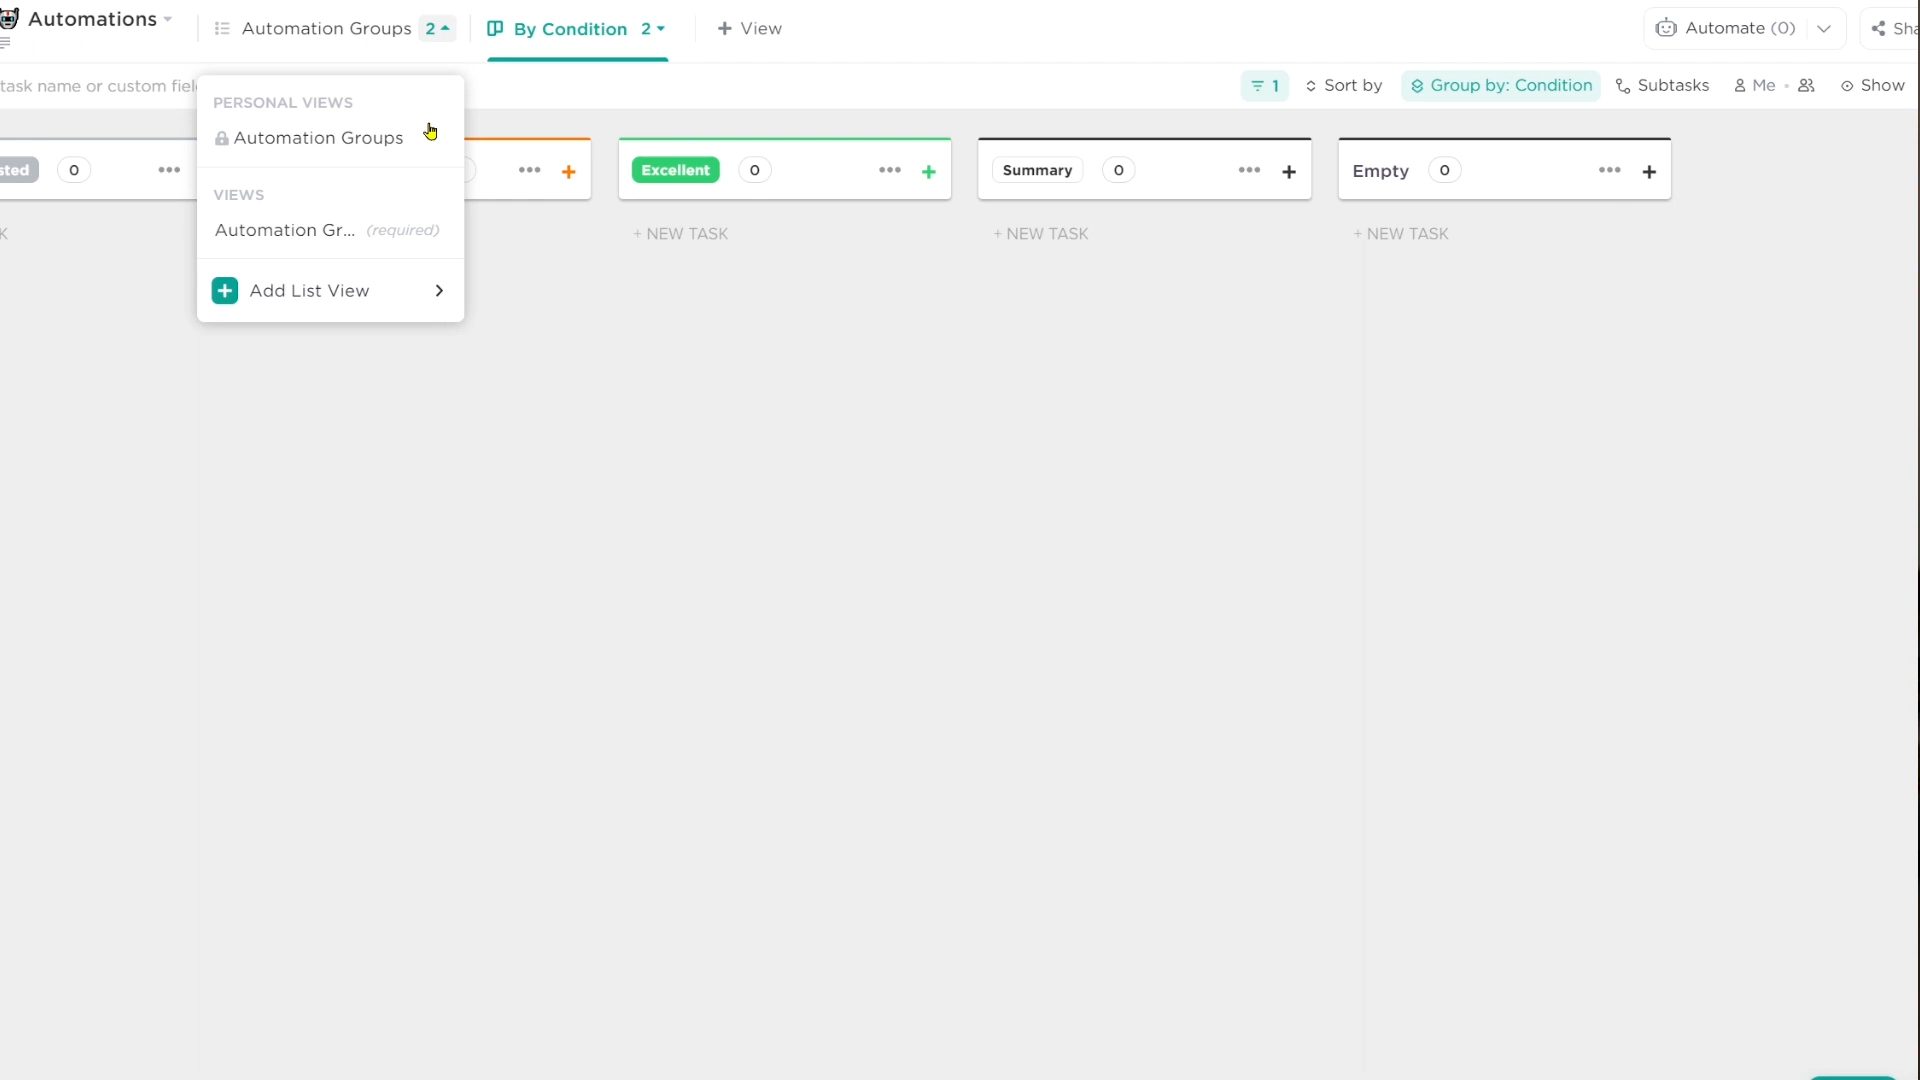 Automations
Automation Groups 2
By Condition 2
+ View
Automate (0)
Sha
task name or custom fiel
1
Sort by
Group by: Condition
Subtasks
Me
Show
PERSONAL VIEWS
Automation Groups
VIEWS
Automation Gr... (required)
Add List View
sted 0
Excellent 0
Summary 0
Empty 0
K
+ NEW TASK
+ NEW TASK
+ NEW TASK